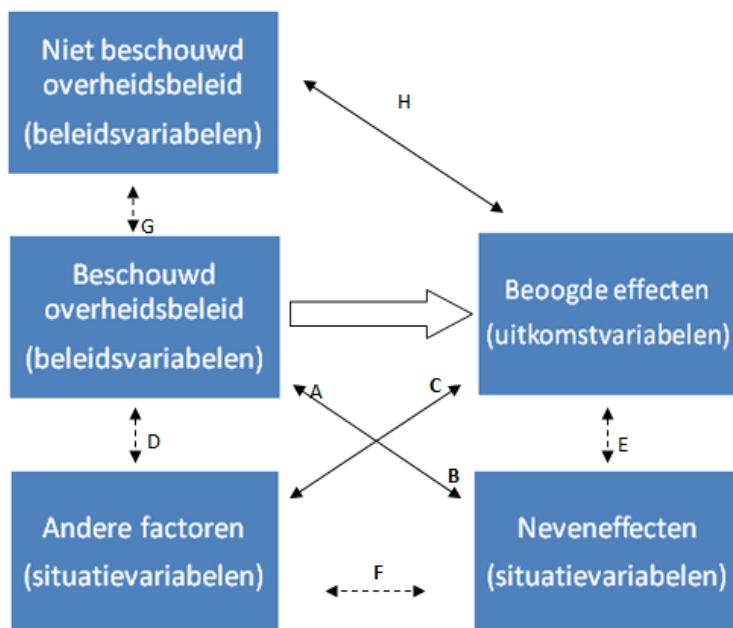 Niet beschouwd
overheidsbeleid
(beleidsvariabelen)
H
G
Beschouwd
overheidsbeleid
(beleidsvariabelen)
Beoogde effecten
(uitkomstvariabelen)
A
C
D
B
E
Andere factoren
(situatievariabelen)
F
Neveneffecten
(situatievariabelen)